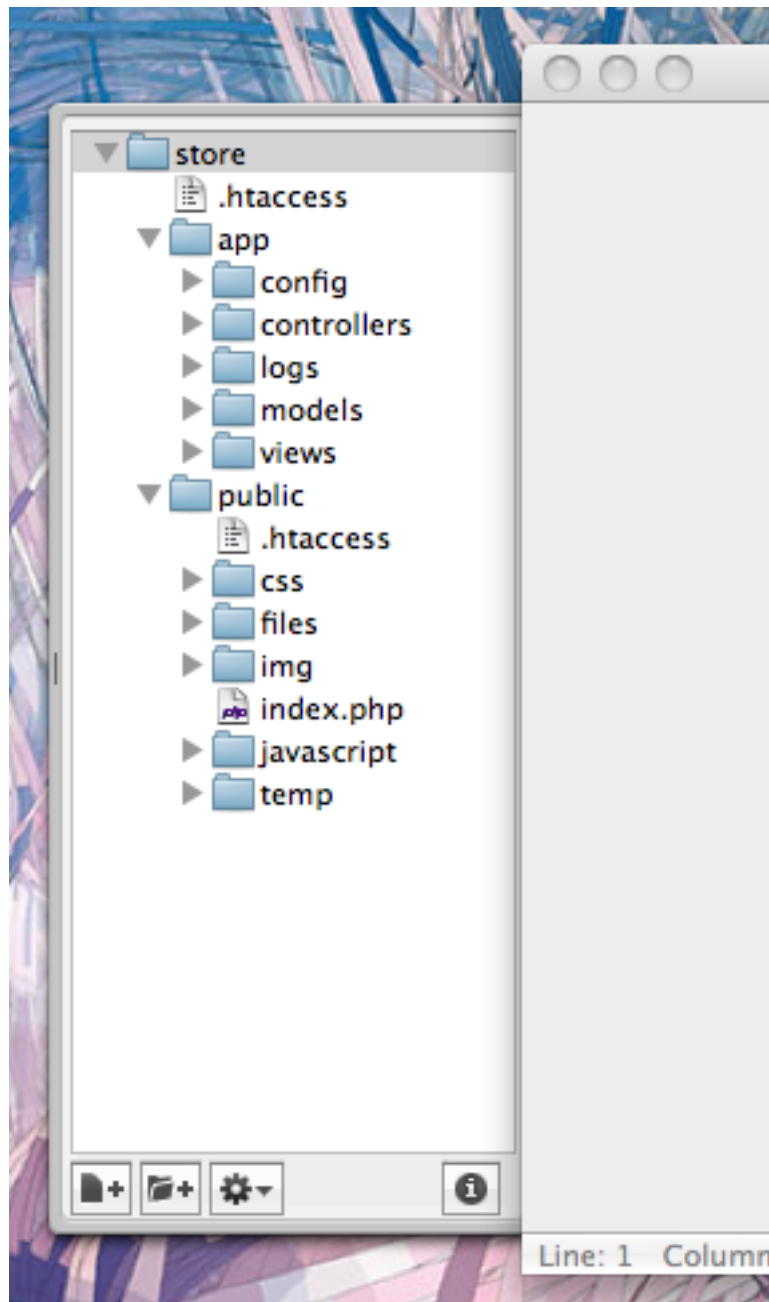 store
.htaccess
app
config
controllers
logs
models
views
public
.htaccess
css
files
img
index.php
javascript
temp
Line: 1 Column